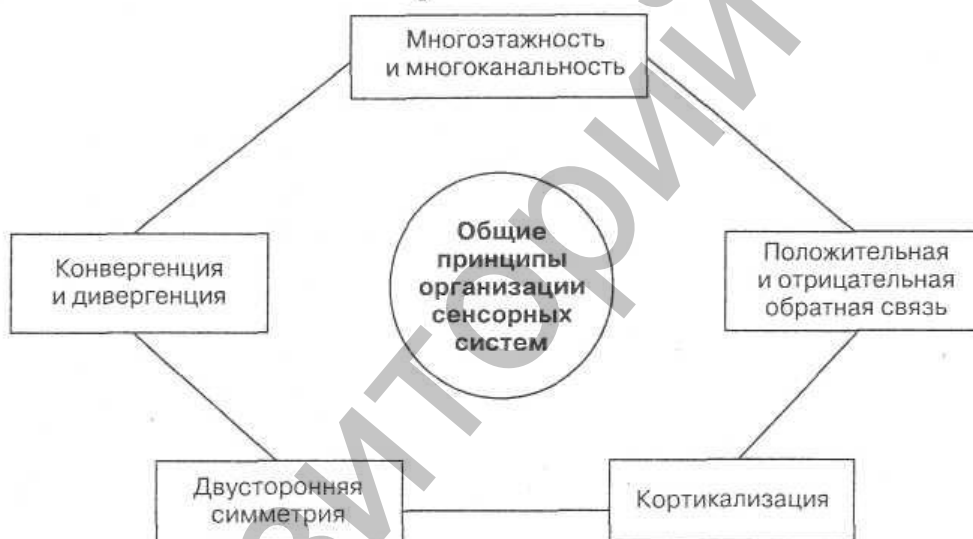 Многоэтажность
и многоканальность
Общие
принципы
организации
сенсорных
систем
Конвергенция
и дивергенция
Положительная
и отрицательная
обратная связь
Двусторонняя
симметрия
Кортикализация